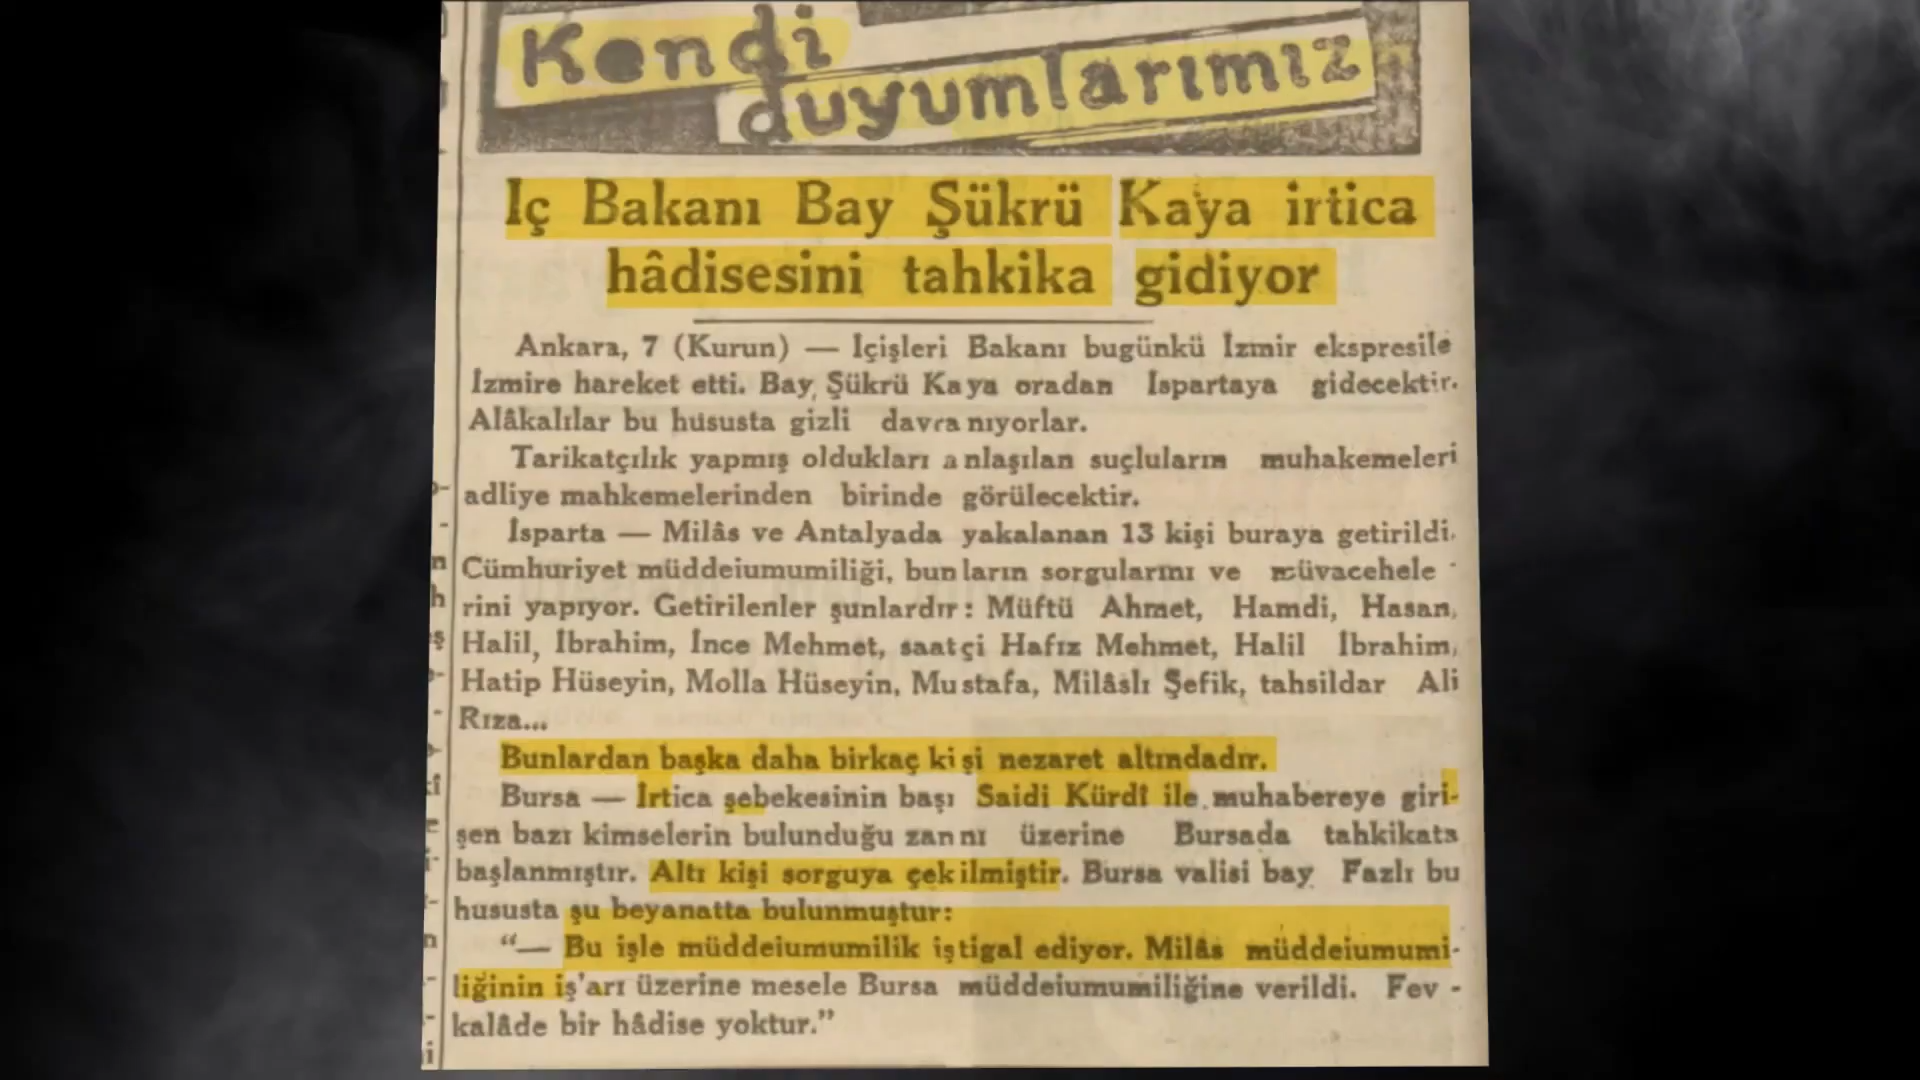 Kendi
duyumlarımız
Iç Bakanı Bay Şükrü Kaya irtica
hâdisesini tahkika gidiyor
Ankara, 7 (Kurun) — Içişleri Bakanı bugünkü İzmir ekspresile
İzmire hareket etti. Bay Şükrü Kaya oradan Ispartaya gidecektir.
Alâkalılar bu hususta gizli davranıyorlar.
Tarikatçılık yapmış oldukları anlaşılan suçluların muhakemeleri
adliye mahkemelerinden birinde görülecektir.
İsparta — Milâs ve Antalyada yakalanan 13 kişi buraya getirildi.
Cümhuriyet müddeiumumiliği, bunların sorgularını ve müvacehele-
rini yapıyor. Getirilenler şunlardır: Müftü Ahmet, Hamdi, Hasan,
Halil, İbrahim, İnce Mehmet, saatçi Hafız Mehmet, Halil İbrahim,
Hatip Hüseyin, Molla Hüseyin, Mustafa, Milâslı Şefik, tahsildar Ali
Rıza...
Bunlardan başka daha birkaç kişi nezaret altındadır.
Bursa — İrtica şebekesinin başı Saidi Kürdî ile muhabereye giri-
şen bazı kimselerin bulunduğu zannı üzerine Bursada tahkikata
başlanmıştır. Altı kişi sorguya çekilmiştir. Bursa valisi bay Fazlı bu
hususta şu beyanatta bulunmuştur:
“— Bu işle müddeiumumilik iştigal ediyor. Milâs müddeiumumi-
liğinin iş'arı üzerine mesele Bursa müddeiumumiliğine verildi. Fev-
kalâde bir hâdise yoktur.”